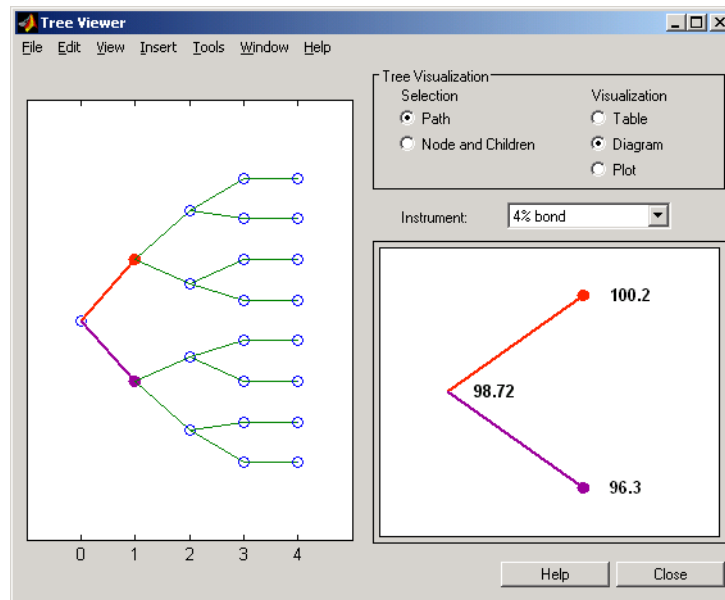 Tree Viewer
File Edit View Insert Tools Window Help
Tree Visualization
Selection
Path
Node and Children
Visualization
Table
Diagram
Plot
Instrument: 4% bond
100.2
98.72
96.3
0 1 2 3 4
Help Close